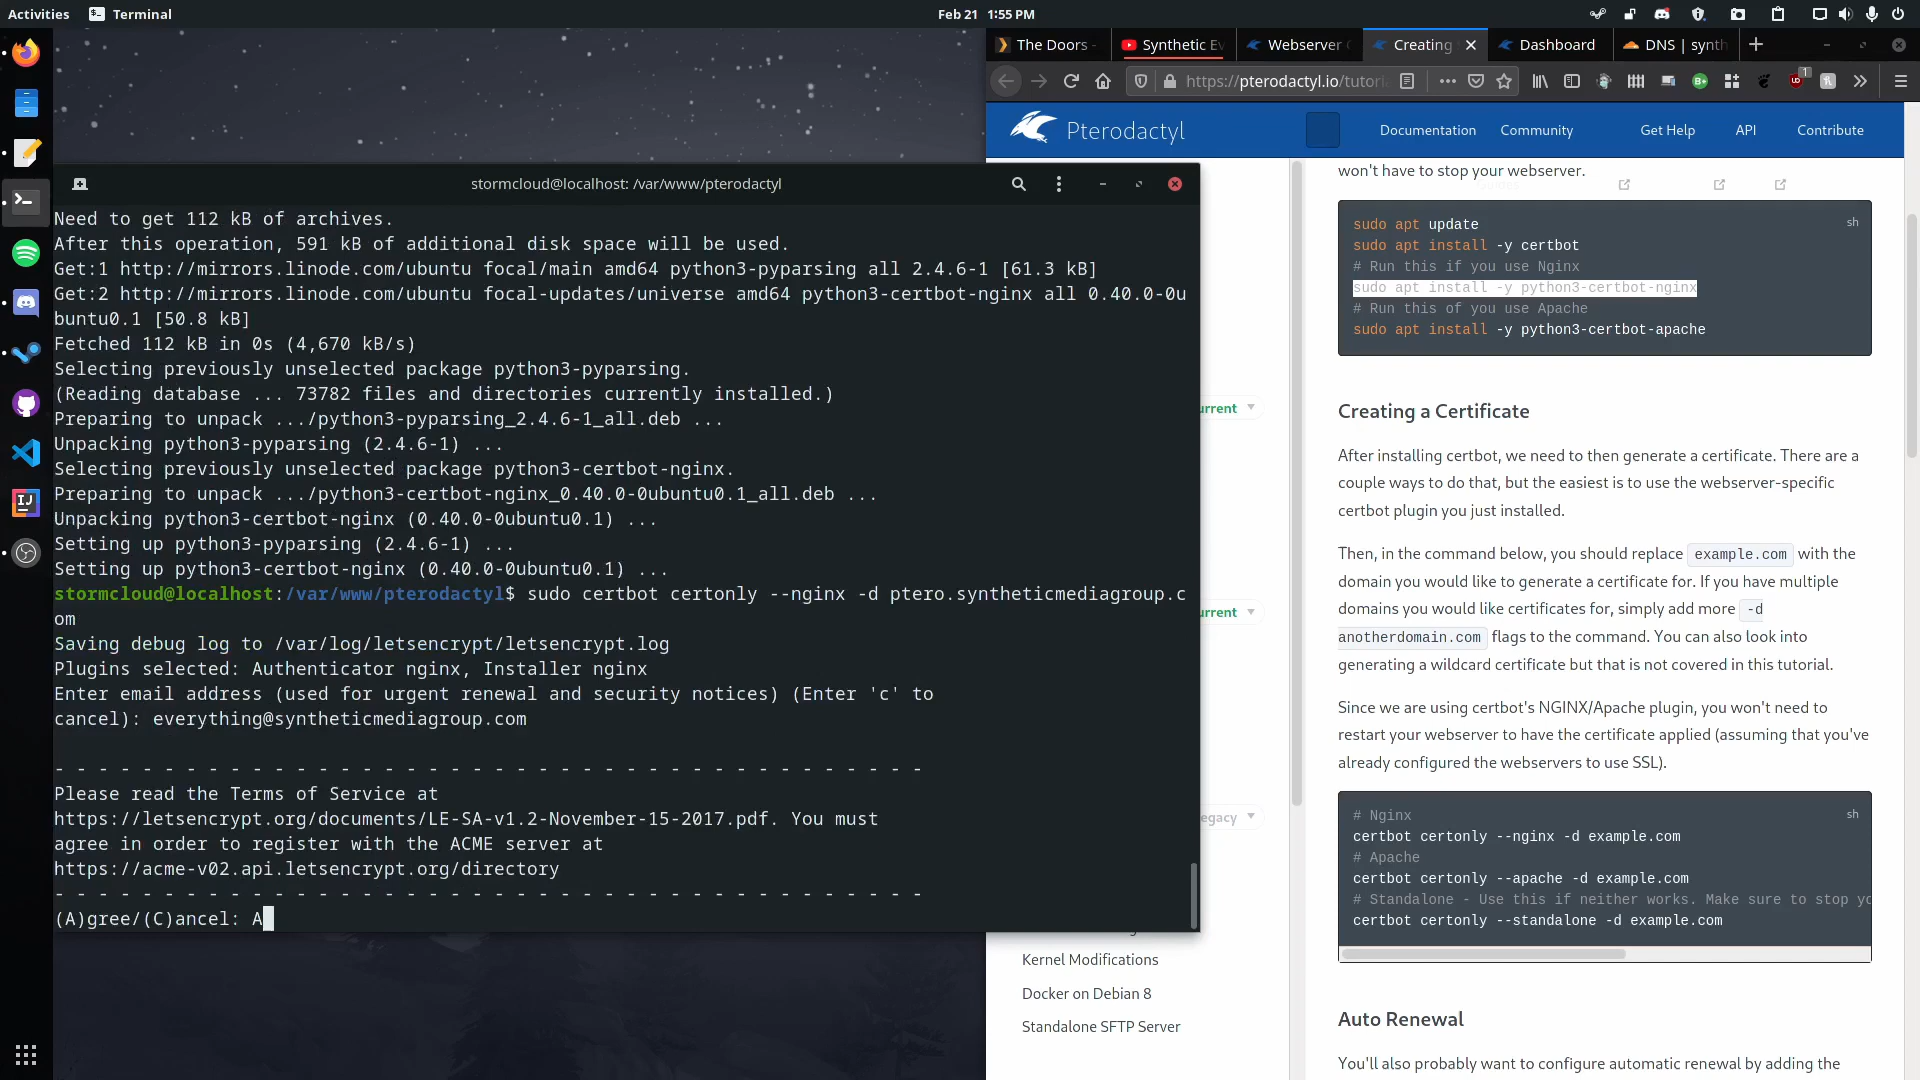 Activities
Terminal
Feb 21 1:55 PM
The Doors -
Synthetic Ev
Webserver
Creating
Dashboard
DNS | synth
https://pterodactyl.io/tutori
1
Pterodactyl
Documentation
Community
Get Help
API
Contribute
stormcloud@localhost: /var/www/pterodactyl
Need to get 112 kB of archives.
After this operation, 591 kB of additional disk space will be used.
Get:1 http://mirrors.linode.com/ubuntu focal/main amd64 python3-pyparsing all 2.4.6-1 [61.3 kB]
Get:2 http://mirrors.linode.com/ubuntu focal-updates/universe amd64 python3-certbot-nginx all 0.40.0-0u
buntu0.1 [50.8 kB]
Fetched 112 kB in 0s (4,670 kB/s)
Selecting previously unselected package python3-pyparsing.
(Reading database ... 73782 files and directories currently installed.)
Preparing to unpack .../python3-pyparsing_2.4.6-1_all.deb ...
Unpacking python3-pyparsing (2.4.6-1) ...
Selecting previously unselected package python3-certbot-nginx.
Preparing to unpack .../python3-certbot-nginx_0.40.0-0ubuntu0.1_all.deb ...
Unpacking python3-certbot-nginx (0.40.0-0ubuntu0.1) ...
Setting up python3-pyparsing (2.4.6-1) ...
Setting up python3-certbot-nginx (0.40.0-0ubuntu0.1) ...
stormcloud@localhost:/var/www/pterodactyl$ sudo certbot certonly --nginx -d ptero.syntheticmediagroup.c
om
Saving debug log to /var/log/letsencrypt/letsencrypt.log
Plugins selected: Authenticator nginx, Installer nginx
Enter email address (used for urgent renewal and security notices) (Enter 'c' to
cancel): everything@syntheticmediagroup.com
- - - - - - - - - - - - - - - - - - - - - - - - - - - - - - - - - - - - - - - -
Please read the Terms of Service at
https://letsencrypt.org/documents/LE-SA-v1.2-November-15-2017.pdf. You must
agree in order to register with the ACME server at
https://acme-v02.api.letsencrypt.org/directory
- - - - - - - - - - - - - - - - - - - - - - - - - - - - - - - - - - - - - - - -
(A)gree/(C)ancel: A
urrent
urrent
egacy
Kernel Modifications
Docker on Debian 8
Standalone SFTP Server
won't have to stop your webserver.
sh
sudo apt update
sudo apt install -y certbot
# Run this if you use Nginx
sudo apt install -y python3-certbot-nginx
# Run this of you use Apache
sudo apt install -y python3-certbot-apache
Creating a Certificate
After installing certbot, we need to then generate a certificate. There are a
couple ways to do that, but the easiest is to use the webserver-specific
certbot plugin you just installed.
Then, in the command below, you should replace example.com with the
domain you would like to generate a certificate for. If you have multiple
domains you would like certificates for, simply add more -d
anotherdomain.com flags to the command. You can also look into
generating a wildcard certificate but that is not covered in this tutorial.
Since we are using certbot's NGINX/Apache plugin, you won't need to
restart your webserver to have the certificate applied (assuming that you've
already configured the webservers to use SSL).
sh
# Nginx
certbot certonly --nginx -d example.com
# Apache
certbot certonly --apache -d example.com
# Standalone - Use this if neither works. Make sure to stop yo
certbot certonly --standalone -d example.com
Auto Renewal
You'll also probably want to configure automatic renewal by adding the